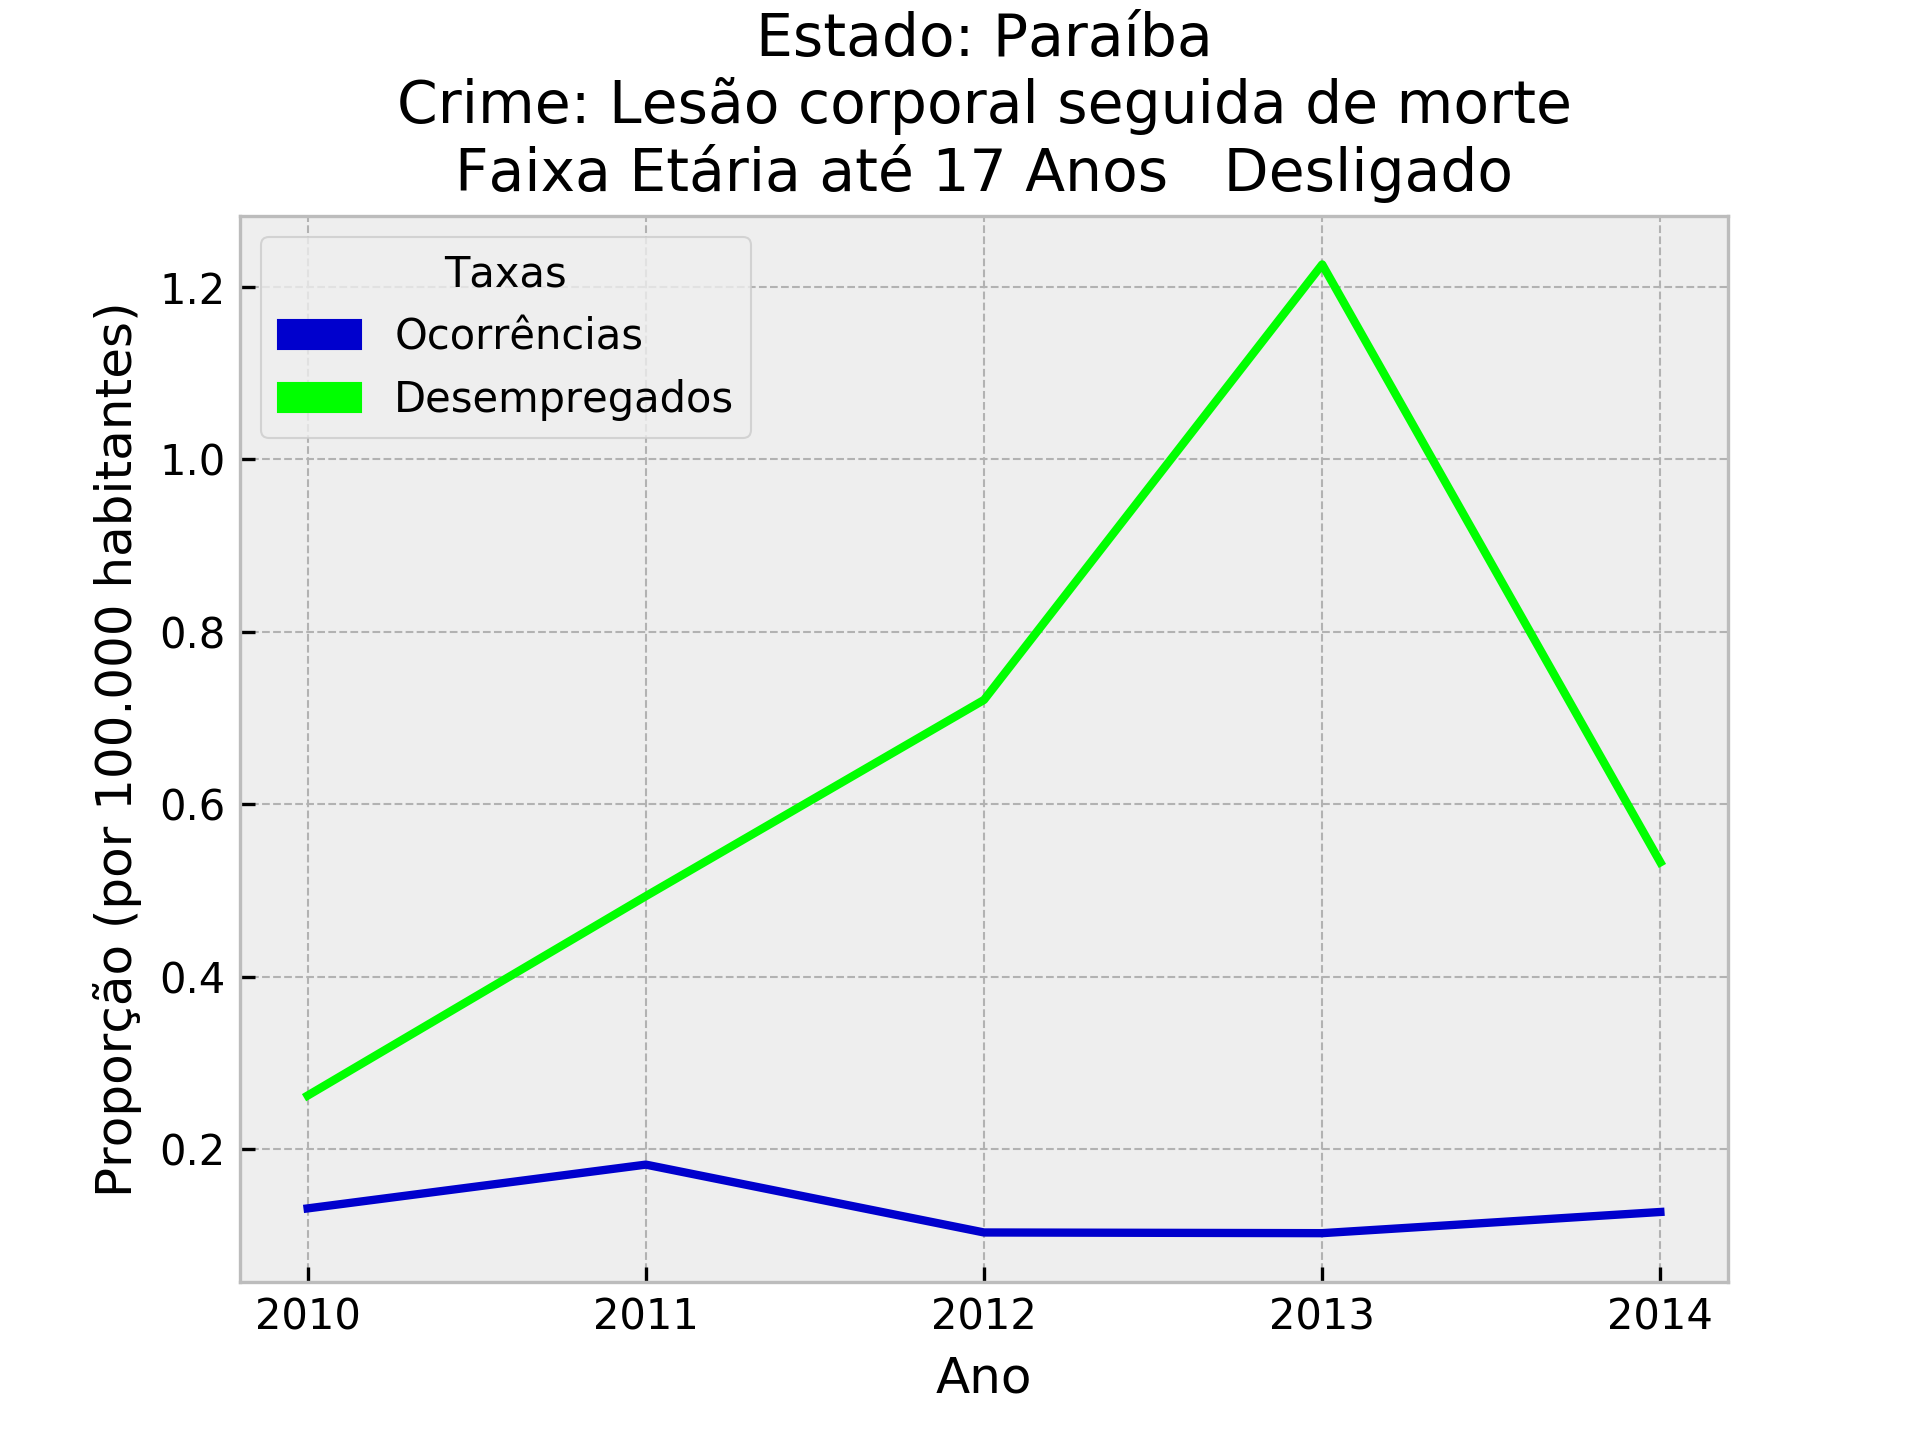 Estado: Paraíba
Crime: Lesão corporal seguida de morte
Faixa Etária até 17 Anos   Desligado
Taxas
Ocorrências
Desempregados
Proporção (por 100.000 habitantes)
1.2
1.0
0.8
0.6
0.4
0.2
2010 2011 2012 2013 2014
Ano